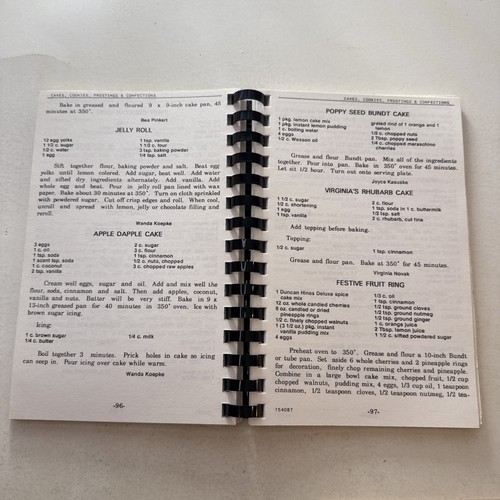 CAKES, COOKIES, FROSTINGS & CONFECTIONS
Bake in greased and floured 9 x 9-inch cake pan, 45
minutes at 350°.
Bea Pinkert
JELLY ROLL
12 egg yolks
1 1/2 c. sugar
1/2 c. water
1 egg
1 tsp. vanilla
1 1/2 c. flour
3 tsp. baking powder
1/4 tsp. salt
Sift together flour, baking powder and salt. Beat egg
yolks until lemon colored. Add sugar, beat well. Add water
and sifted dry ingredients alternately. Add vanilla. Add
whole egg and beat. Pour in jelly roll pan lined with wax
paper. Bake about 30 minutes at 350°. Turn on cloth sprinkled
with powdered sugar. Cut off crisp edges and roll. When cool,
unroll and spread with lemon, jelly or chocolate filling and
reroll.
Wanda Koepke
APPLE DAPPLE CAKE
3 eggs
1 c. oil
1 tsp. soda
1 scant tsp. salt
1 c. coconut
2 tsp. vanilla
2 c. sugar
3 c. flour
1 tsp. cinnamon
1/2 c. nuts, chopped
3 c. chopped raw apples
Cream well eggs, sugar and oil. Add and mix well the
flour, soda, cinnamon and salt. Then add apples, coconut,
vanilla and nuts. Batter will be very stiff. Bake in 9 x
13-inch greased pan for 40 minutes in 350° oven. Ice with
brown sugar icing.
Icing:
1 c. brown sugar
1/4 c. butter
1/4 c. milk
Boil together 3 minutes. Prick holes in cake so icing
can seep in. Pour icing over cake while warm.
Wanda Koepke
-96-
CAKES, COOKIES, FROSTINGS & CONFECTIONS
POPPY SEED BUNDT CAKE
1 pkg. lemon cake mix
1 pkg. instant lemon pudding
1 c. boiling water
4 eggs
1/2 c. Wesson oil
grated rind of 1 orange and 1
lemon
1/2 c. chopped nuts
2 Tbsp. poppy seed
1/4 c. chopped maraschino
cherries
Grease and flour Bundt pan. Mix all of the ingredients
together. Pour into pan. Bake in 350° oven for 45 minutes.
Let sit 1/2 hour. Turn out onto serving plate.
Joyce Kasuske
VIRGINIA'S RHUBARB CAKE
1 1/2 c. sugar
1/2 c. shortening
1 egg
1 tsp. vanilla
2 c. flour
1 tsp. soda in 1 c. buttermilk
1/2 tsp. salt
2 c. rhubarb, cut fine
Add topping before baking.
Topping:
1/2 c. sugar
1 tsp. cinnamon
Grease and flour pan. Bake at 350° for 45 minutes.
Virginia Novak
FESTIVE FRUIT RING
1 Duncan Hines Deluxe spice
cake mix
12 oz. whole candied cherries
6 oz. candied or dried
pineapple rings
1/2 c. finely chopped walnuts
1 (3 1/2 oz.) pkg. instant
vanilla pudding mix
4 eggs
1/3 c. oil
1 tsp. cinnamon
1/2 tsp. ground cloves
1/2 tsp. ground nutmeg
1/2 tsp. ground ginger
1 c. orange juice
2 Tbsp. lemon juice
1 1/2 c. sifted powdered sugar
Preheat oven to 350°. Grease and flour a 10-inch Bundt
or tube pan. Set aside 6 whole cherries and 2 pineapple rings
for decoration, finely chop remaining cherries and pineapple.
Combine in a large bowl cake mix, chopped fruit, 1/2 cup
chopped walnuts, pudding mix, 4 eggs, 1/3 cup oil, 1 teaspoon
cinnamon, 1/2 teaspoon cloves, 1/2 teaspoon nutmeg, 1/2 tea-
154087
-97-